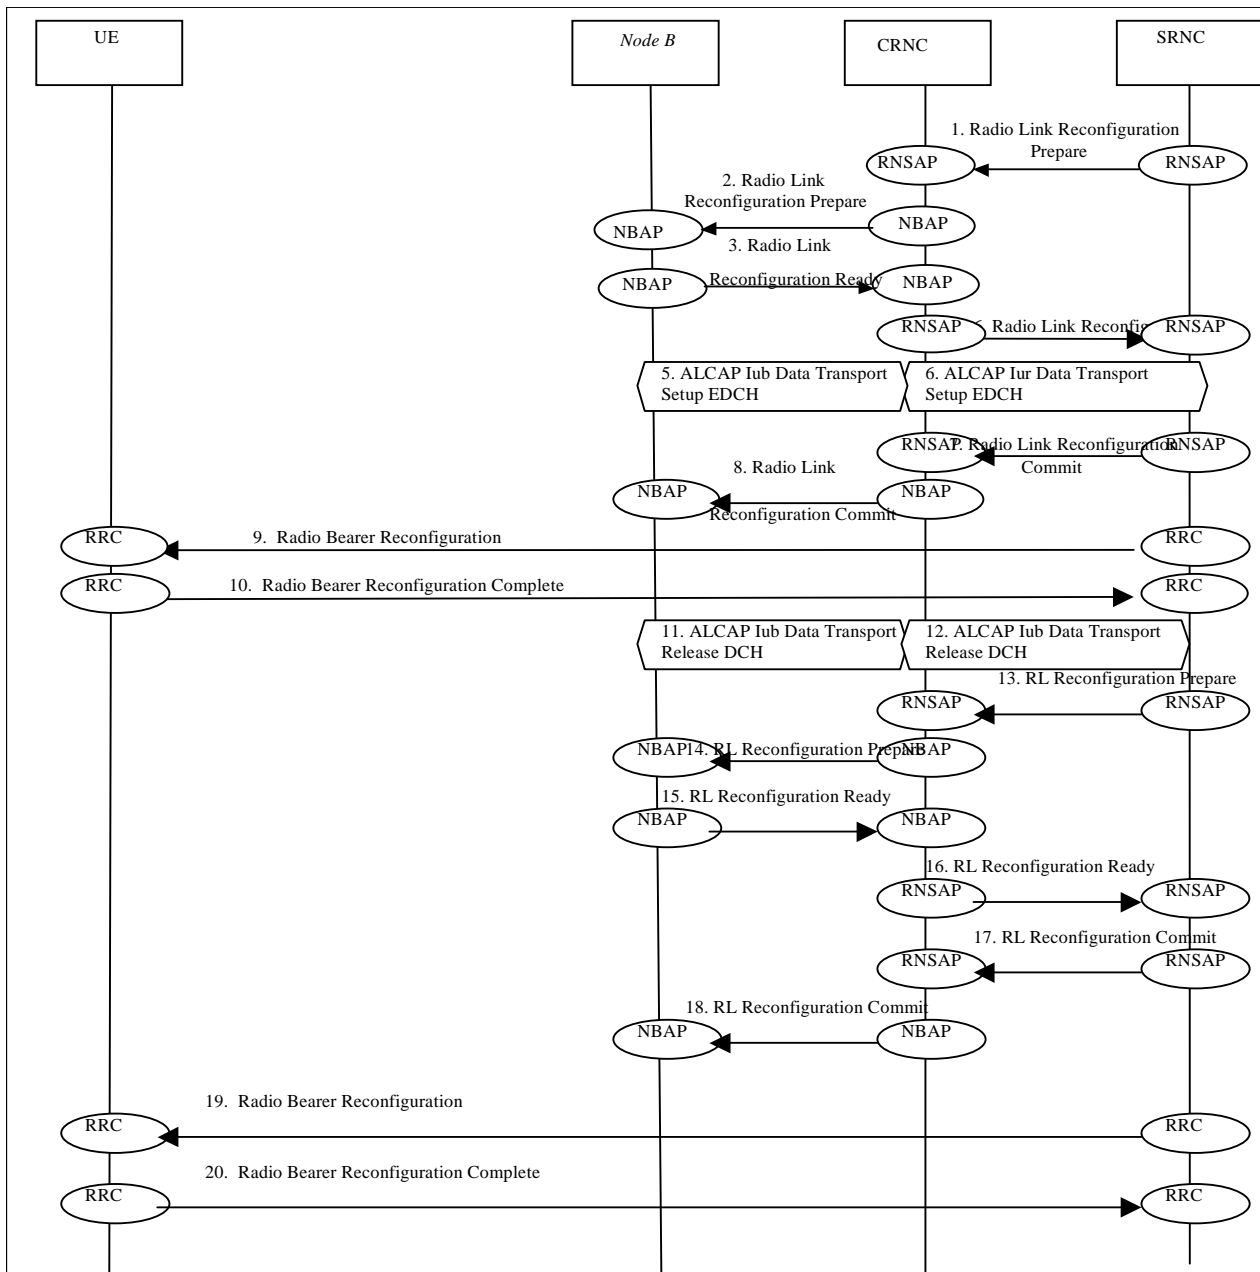 UE
Node B
CRNC
SRNC
1. Radio Link Reconfiguration
Prepare
RNSAP
RNSAP
2. Radio Link
Reconfiguration Prepare
NBAP
NBAP
3. Radio Link
Reconfiguration Ready
NBAP
NBAP
RNSAP
Radio Link
RNSAP
5. ALCAP Iub Data Transport
Setup EDCH
6. ALCAP Iur Data Transport
Setup EDCH
RNSAP
7. Radio Link Reconfiguration
Commit
RNSAP
8. Radio Link
Reconfiguration Commit
NBAP
NBAP
9. Radio Bearer Reconfiguration
RRC
RRC
10. Radio Bearer Reconfiguration Complete
RRC
RRC
11. ALCAP Iub Data Transport
Release DCH
12. ALCAP Iub Data Transport
Release DCH
13. RL Reconfiguration Prepare
RNSAP
RNSAP
NBAP
14. RL Reconfiguration Prepare
NBAP
15. RL Reconfiguration Ready
NBAP
NBAP
16. RL Reconfiguration Ready
RNSAP
RNSAP
17. RL Reconfiguration Commit
RNSAP
RNSAP
18. RL Reconfiguration Commit
NBAP
NBAP
19. Radio Bearer Reconfiguration
RRC
RRC
20. Radio Bearer Reconfiguration Complete
RRC
RRC